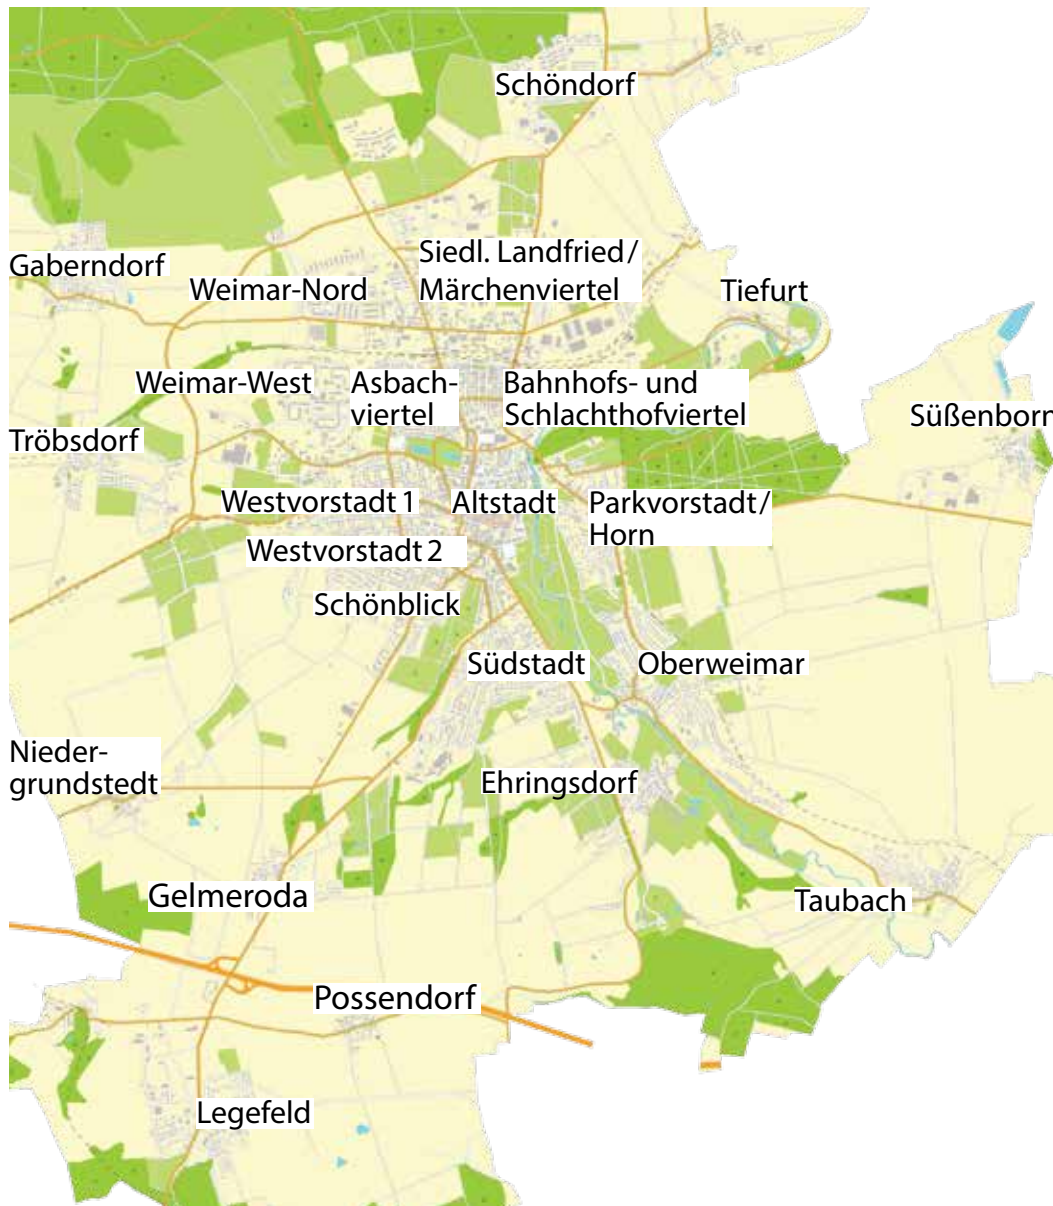 Schöndorf
Siedl. Landfried/
Märchenviertel
Gaberndorf
Weimar-Nord
Tiefurt
Weimar-West
Asbach-
viertel
Bahnhofs- und
Schlachthofviertel
Süßenborn
Tröbsdorf
Westvorstadt 1
Altstadt
Parkvorstadt/
Horn
Westvorstadt 2
Schönblick
Südstadt
Oberweimar
Nieder-
grundstedt
Ehringsdorf
Gelmeroda
Taubach
Possendorf
Legefeld